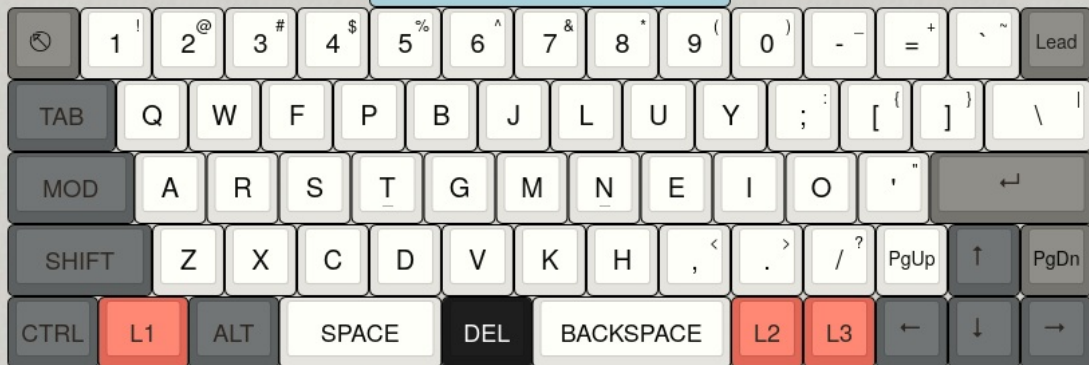 1 ! 2 @ 3 # 4 $ 5 % 6 ^ 7 & 8 * 9 ( 0 ) - _ = + ` ~ Lead
TAB Q W F P B J L U Y ; : [ { ] } \ |
MOD A R S T G M N E I O ' " ↵
SHIFT Z X C D V K H , < . > / ? PgUp ↑ PgDn
CTRL L1 ALT SPACE DEL BACKSPACE L2 L3 ← ↓ →